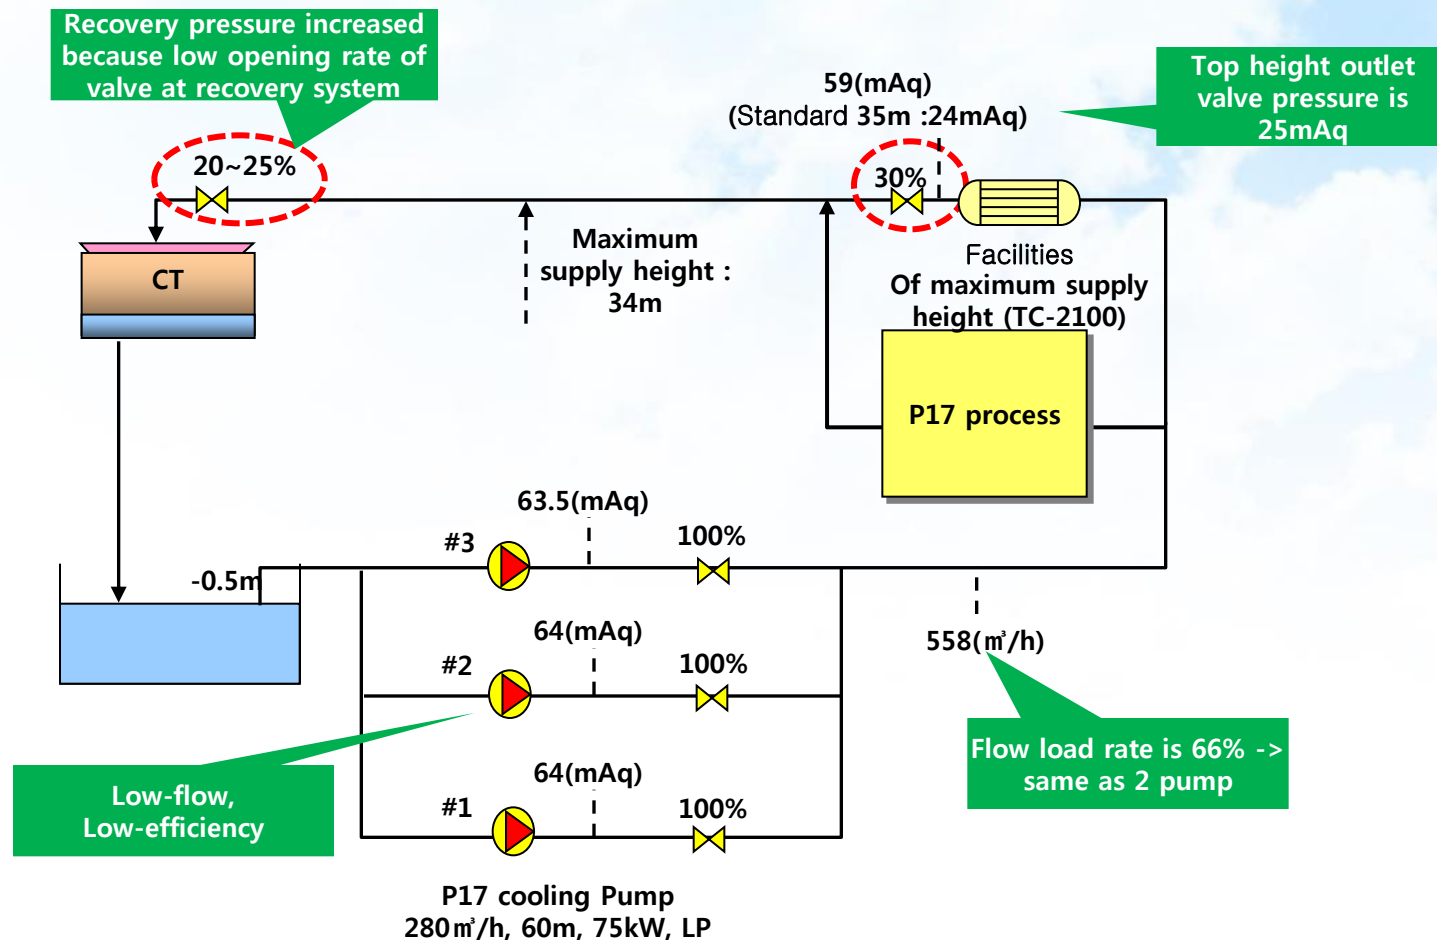 Recovery pressure increased
because low opening rate of
valve at recovery system
59(mAq)
(Standard 35m :24mAq)
Top height outlet
valve pressure is
25mAq
20~25%
30%
CT
Maximum
supply height :
34m
Facilities
Of maximum supply
height (TC-2100)
P17 process
63.5(mAq)
#3
100%
-0.5m
64(mAq)
#2
100%
558(㎥/h)
Flow load rate is 66% ->
same as 2 pump
Low-flow,
Low-efficiency
64(mAq)
#1
100%
P17 cooling Pump
280㎥/h, 60m, 75kW, LP